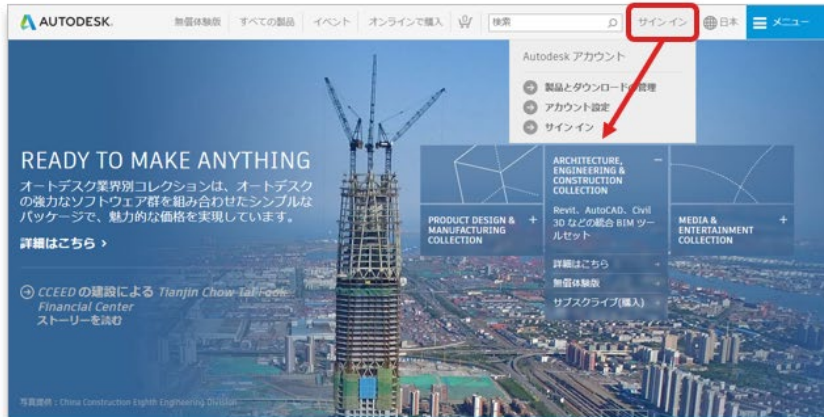 AUTODESK.
無償体験版 すべての製品 イベント オンラインで購入 検索 サインイン 日本 メニュー
Autodesk アカウント
製品とダウンロードの管理
アカウント設定
サインイン
READY TO MAKE ANYTHING
オートデスク業界別コレクションは、オートデスク
の強力なソフトウェア群を組み合わせたシンプルな
パッケージで、魅力的な価格を実現しています。
詳細はこちら ›
CCEED の建設による Tianjin Chow Tai Fook
Financial Center
ストーリーを読む
PRODUCT DESIGN & +
MANUFACTURING
COLLECTION
ARCHITECTURE, −
ENGINEERING &
CONSTRUCTION
COLLECTION
Revit、AutoCAD、Civil
3D などの統合 BIM ツー
ルセット
詳細はこちら
無償体験版
サブスクライブ(購入)
MEDIA & +
ENTERTAINMENT
COLLECTION
写真提供：China Construction Eighth Engineering Division